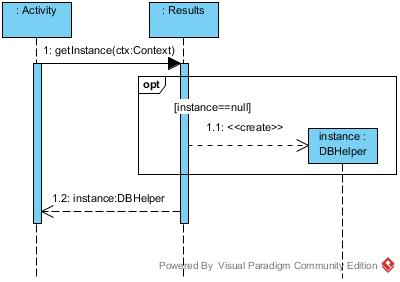 : Activity
: Results
1: getInstance(ctx:Context)
opt
[instance==null]
1.1: <<create>>
instance :
DBHelper
1.2: instance:DBHelper
Powered By Visual Paradigm Community Edition